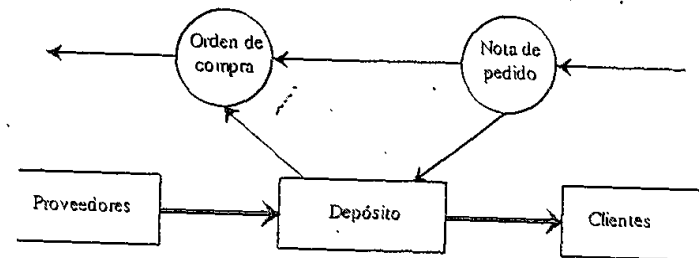 Orden de
compra
Nota de
pedido
Proveedores
Depósito
Clientes